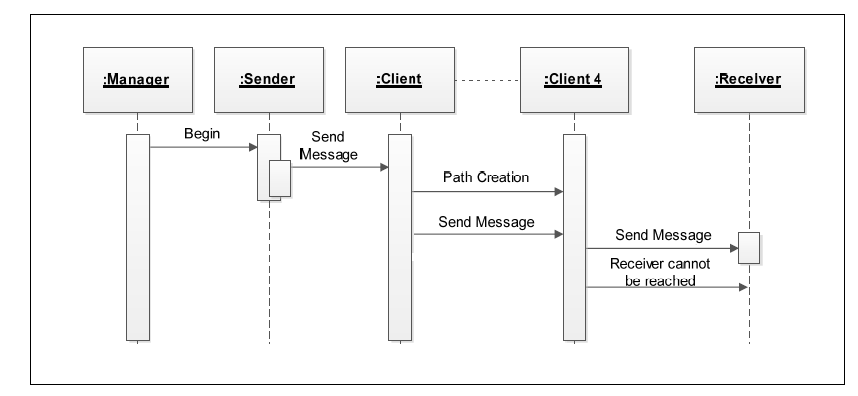 :Manager
:Sender
:Client
:Client 4
:Receiver
Begin
Send
Message
Path Creation
Send Message
Send Message
Receiver cannot
be reached